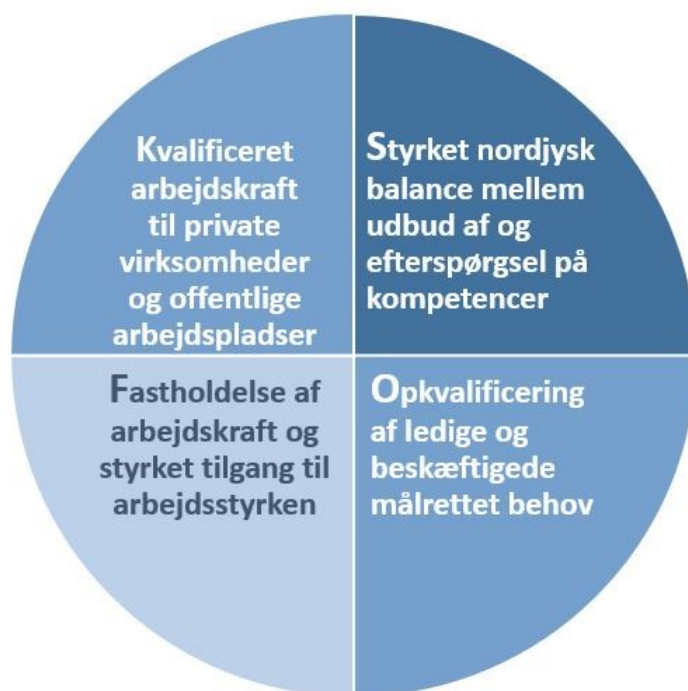 Kvalificeret
arbejdskraft
til private
virksomheder
og offentlige
arbejdspladser
Styrket nordjysk
balance mellem
udbud af og
efterspørgsel på
kompetencer
Fastholdelse af
arbejdskraft og
styrket tilgang til
arbejdsstyrken
Opkvalificering
af ledige og
beskæftigede
målrettet behov